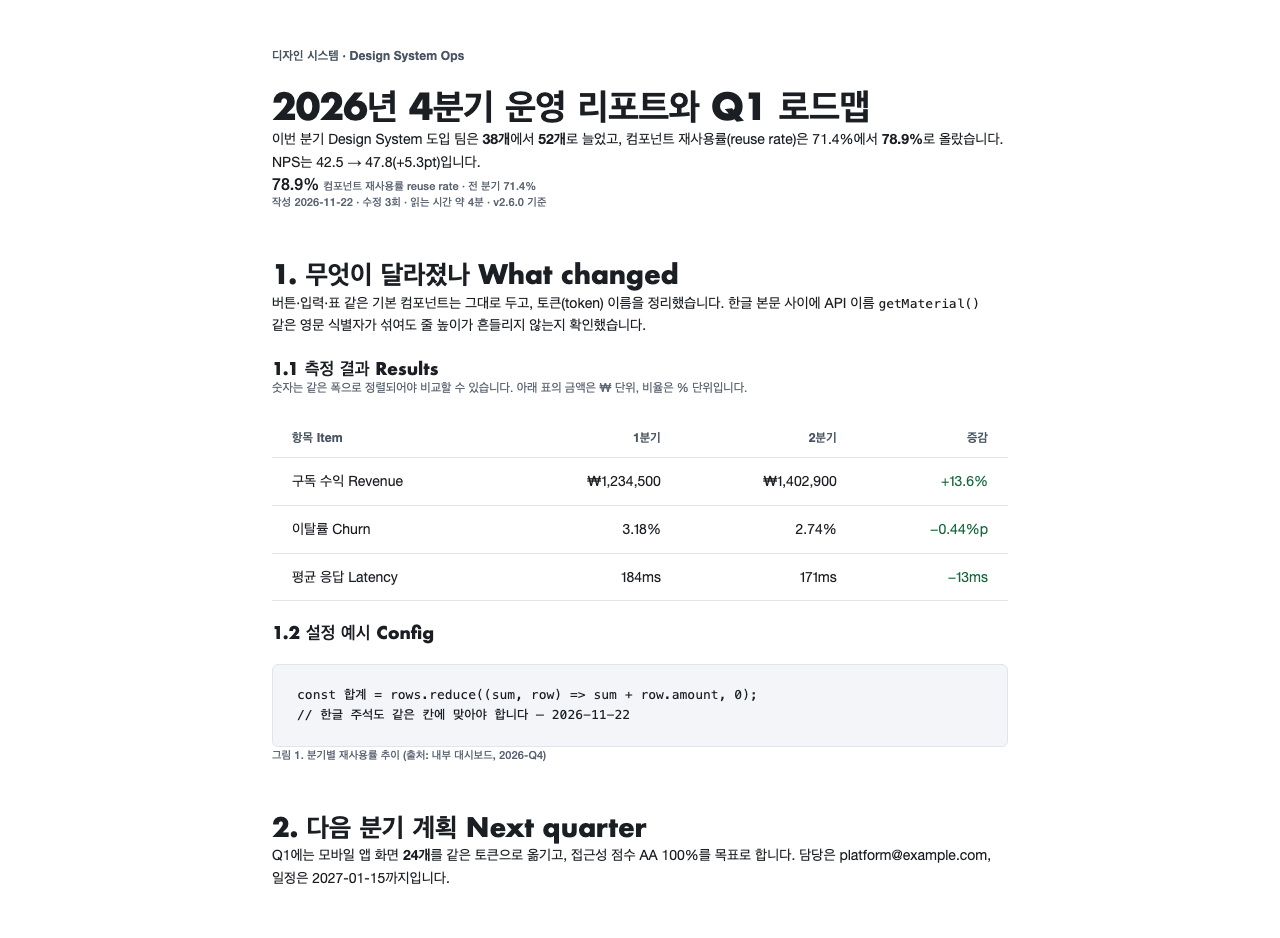 디자인 시스템 · Design System Ops
2026년 4분기 운영 리포트와 Q1 로드맵
이번 분기 Design System 도입 팀은 38개에서 52개로 늘었고, 컴포넌트 재사용률(reuse rate)은 71.4%에서 78.9%로 올랐습니다.
NPS는 42.5 → 47.8(+5.3pt)입니다.
78.9% 컴포넌트 재사용률 reuse rate · 전 분기 71.4%
작성 2026-11-22 · 수정 3회 · 읽는 시간 약 4분 · v2.6.0 기준
1. 무엇이 달라졌나 What changed
버튼·입력·표 같은 기본 컴포넌트는 그대로 두고, 토큰(token) 이름을 정리했습니다. 한글 본문 사이에 API 이름 getMaterial()
같은 영문 식별자가 섞여도 줄 높이가 흔들리지 않는지 확인했습니다.
1.1 측정 결과 Results
숫자는 같은 폭으로 정렬되어야 비교할 수 있습니다. 아래 표의 금액은 ₩ 단위, 비율은 % 단위입니다.
항목 Item 1분기 2분기 증감
구독 수익 Revenue ₩1,234,500 ₩1,402,900 +13.6%
이탈률 Churn 3.18% 2.74% −0.44%p
평균 응답 Latency 184ms 171ms −13ms
1.2 설정 예시 Config
const 합계 = rows.reduce((sum, row) => sum + row.amount, 0);
// 한글 주석도 같은 칸에 맞아야 합니다 — 2026-11-22
그림 1. 분기별 재사용률 추이 (출처: 내부 대시보드, 2026-Q4)
2. 다음 분기 계획 Next quarter
Q1에는 모바일 앱 화면 24개를 같은 토큰으로 옮기고, 접근성 점수 AA 100%를 목표로 합니다. 담당은 platform@example.com,
일정은 2027-01-15까지입니다.